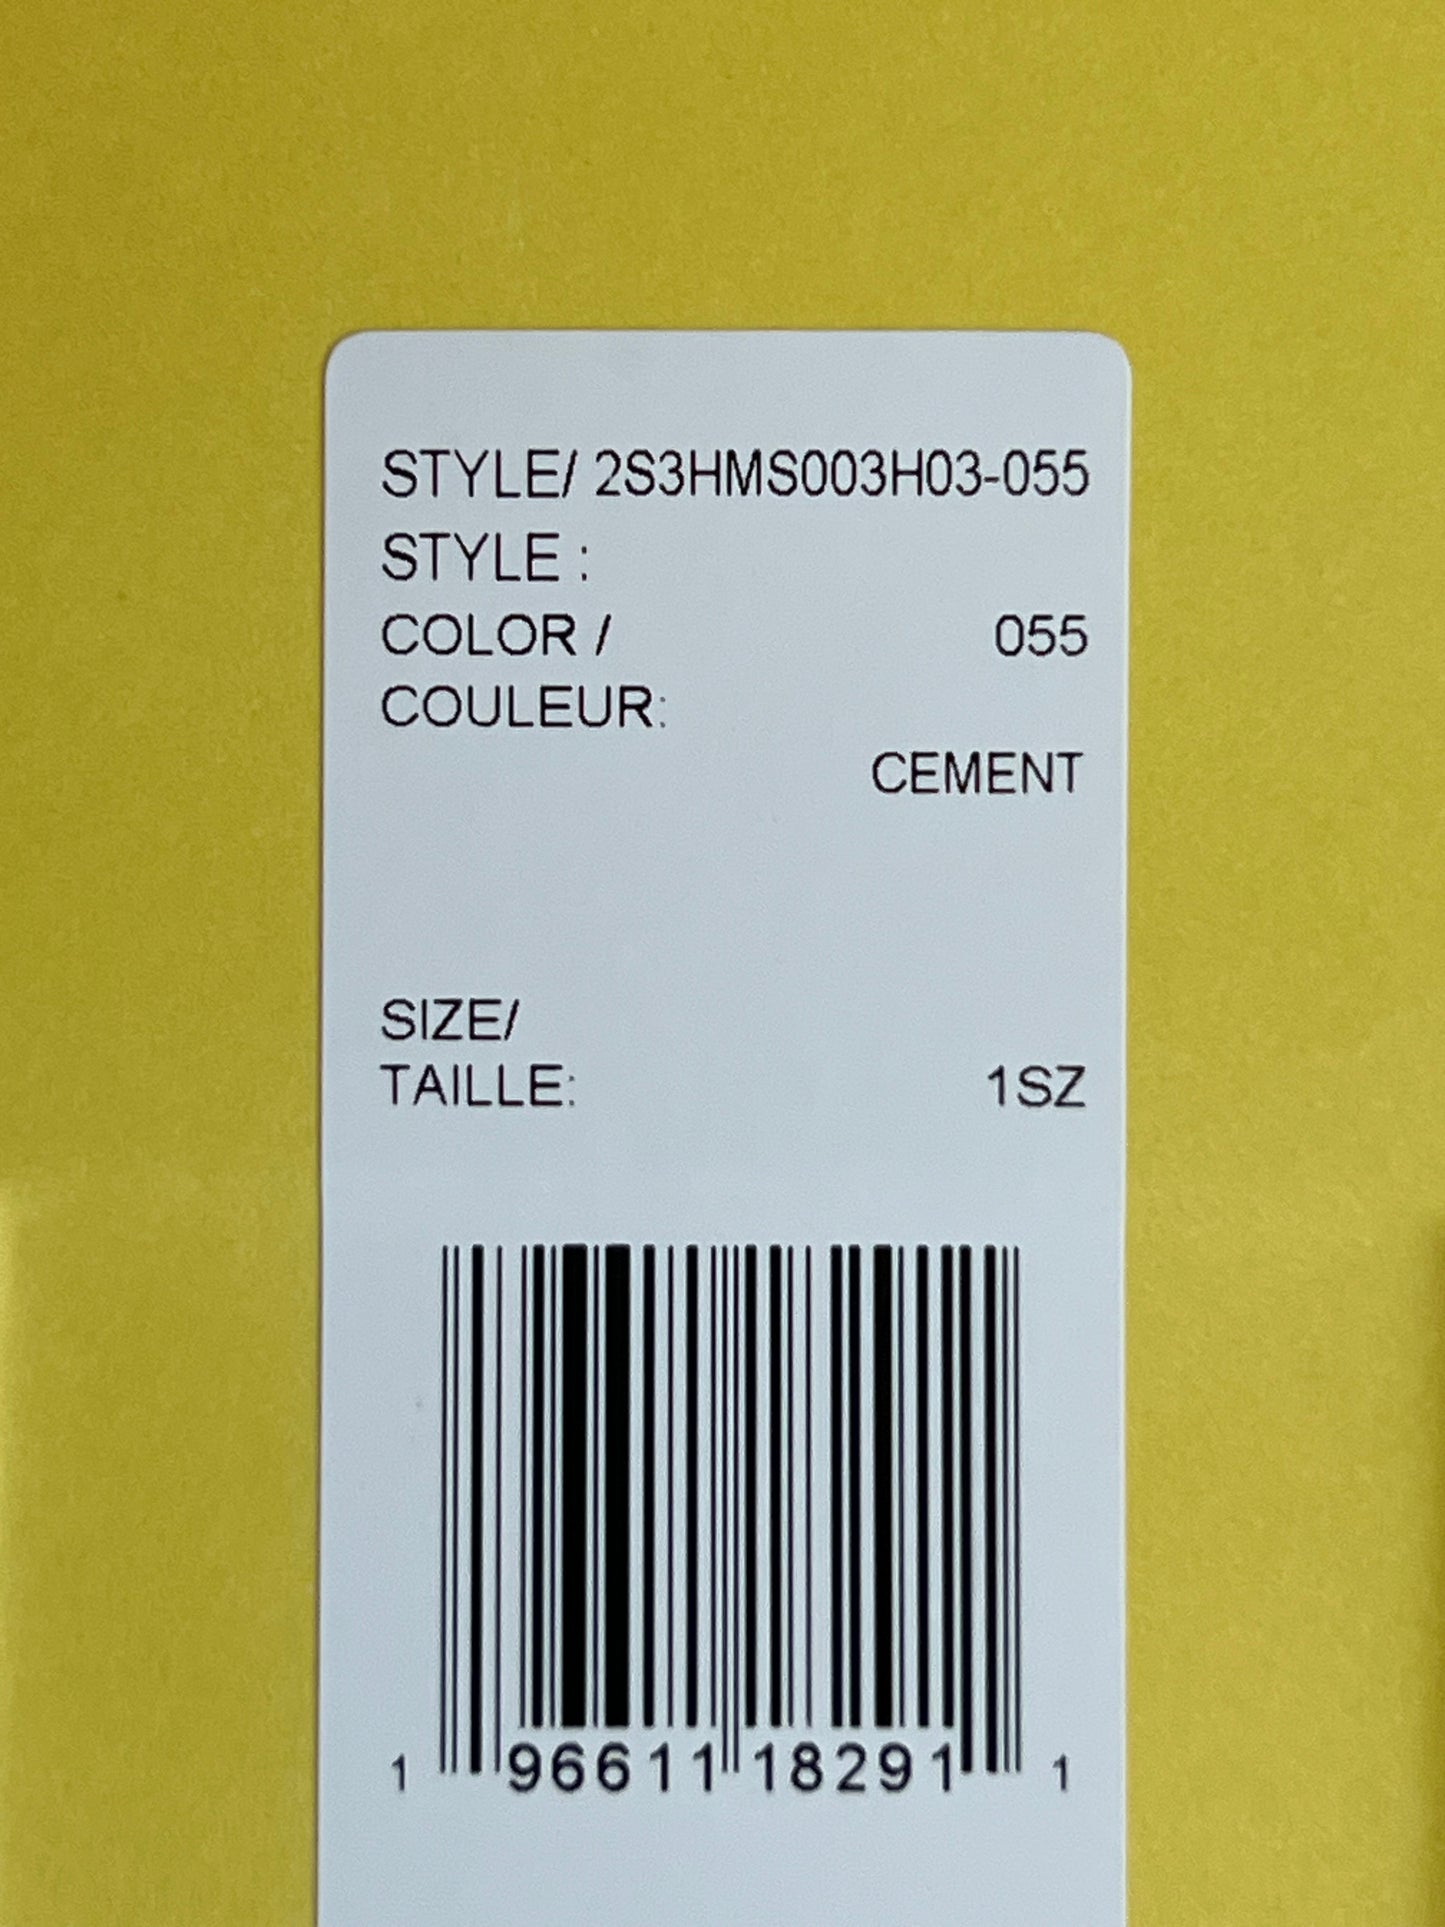 STYLE/ 2S3HMS003H03-055
STYLE :
COLOR / 055
COULEUR:
CEMENT
SIZE/
TAILLE: 1SZ
1 96611 18291 1